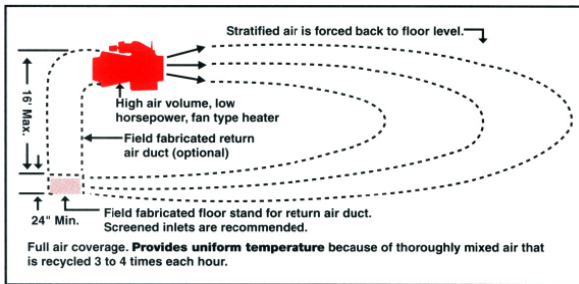 Stratified air is forced back to floor level.
16' Max.
High air volume, low
horsepower, fan type heater
Field fabricated return
air duct (optional)
24" Min.
Field fabricated floor stand for return air duct.
Screened inlets are recommended.
Full air coverage. Provides uniform temperature because of thoroughly mixed air that
is recycled 3 to 4 times each hour.